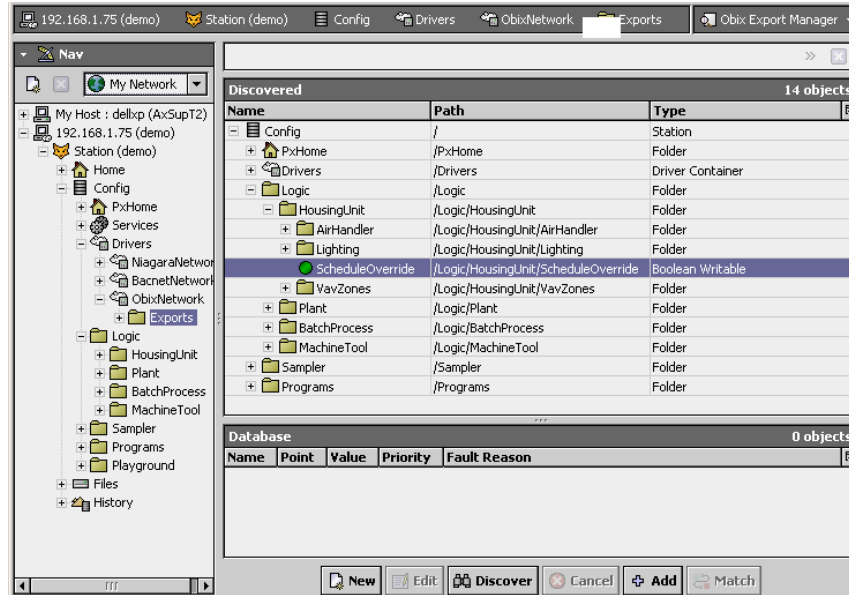 192.168.1.75 (demo) Station (demo) Config Drivers ObixNetwork Exports Obix Export Manager
Nav
My Network
My Host : dellxp (AxSupT2)
192.168.1.75 (demo)
Station (demo)
Home
Config
PxHome
Services
Drivers
NiagaraNetwor
BacnetNetwork
ObixNetwork
Exports
Logic
HousingUnit
Plant
BatchProcess
MachineTool
Sampler
Programs
Playground
Files
History
Discovered 14 objects
Name Path Type
Config / Station
PxHome /PxHome Folder
Drivers /Drivers Driver Container
Logic /Logic Folder
HousingUnit /Logic/HousingUnit Folder
AirHandler /Logic/HousingUnit/AirHandler Folder
Lighting /Logic/HousingUnit/Lighting Folder
ScheduleOverride /Logic/HousingUnit/ScheduleOverride Boolean Writable
VavZones /Logic/HousingUnit/VavZones Folder
Plant /Logic/Plant Folder
BatchProcess /Logic/BatchProcess Folder
MachineTool /Logic/MachineTool Folder
Sampler /Sampler Folder
Programs /Programs Folder
Database 0 objects
Name Point Value Priority Fault Reason
New Edit Discover Cancel Add Match